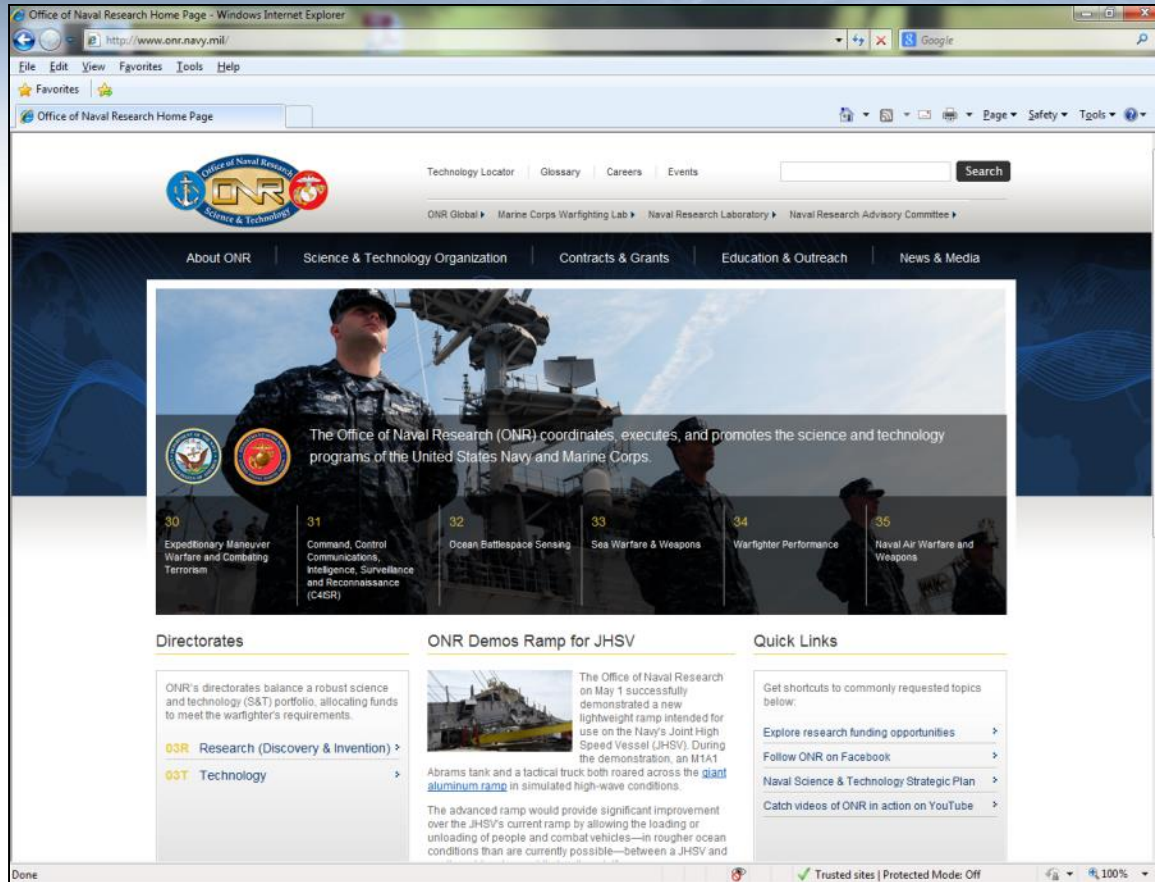 Office of Naval Research Home Page - Windows Internet Explorer
http://www.onr.navy.mil/
Google
File Edit View Favorites Tools Help
Favorites
Office of Naval Research Home Page
Page Safety Tools
Office of Naval Research
ONR
Science & Technology
Technology Locator Glossary Careers Events
Search
ONR Global Marine Corps Warfighting Lab Naval Research Laboratory Naval Research Advisory Committee
About ONR Science & Technology Organization Contracts & Grants Education & Outreach News & Media
The Office of Naval Research (ONR) coordinates, executes, and promotes the science and technology
programs of the United States Navy and Marine Corps.
30
Expeditionary Maneuver
Warfare and Combating
Terrorism
31
Command, Control
Communications,
Intelligence, Surveillance
and Reconnaissance
(C4ISR)
32
Ocean Battlespace Sensing
33
Sea Warfare & Weapons
34
Warfighter Performance
35
Naval Air Warfare and
Weapons
Directorates
ONR's directorates balance a robust science
and technology (S&T) portfolio, allocating funds
to meet the warfighter's requirements.
03R Research (Discovery & Invention)
03T Technology
ONR Demos Ramp for JHSV
The Office of Naval Research
on May 1 successfully
demonstrated a new
lightweight ramp intended for
use on the Navy's Joint High
Speed Vessel (JHSV). During
the demonstration, an M1A1
Abrams tank and a tactical truck both roared across the giant
aluminum ramp in simulated high-wave conditions.
The advanced ramp would provide significant improvement
over the JHSV's current ramp by allowing the loading or
unloading of people and combat vehicles—in rougher ocean
conditions than are currently possible—between a JHSV and
Quick Links
Get shortcuts to commonly requested topics
below:
Explore research funding opportunities
Follow ONR on Facebook
Naval Science & Technology Strategic Plan
Catch videos of ONR in action on YouTube
Done
Trusted sites | Protected Mode: Off
100%